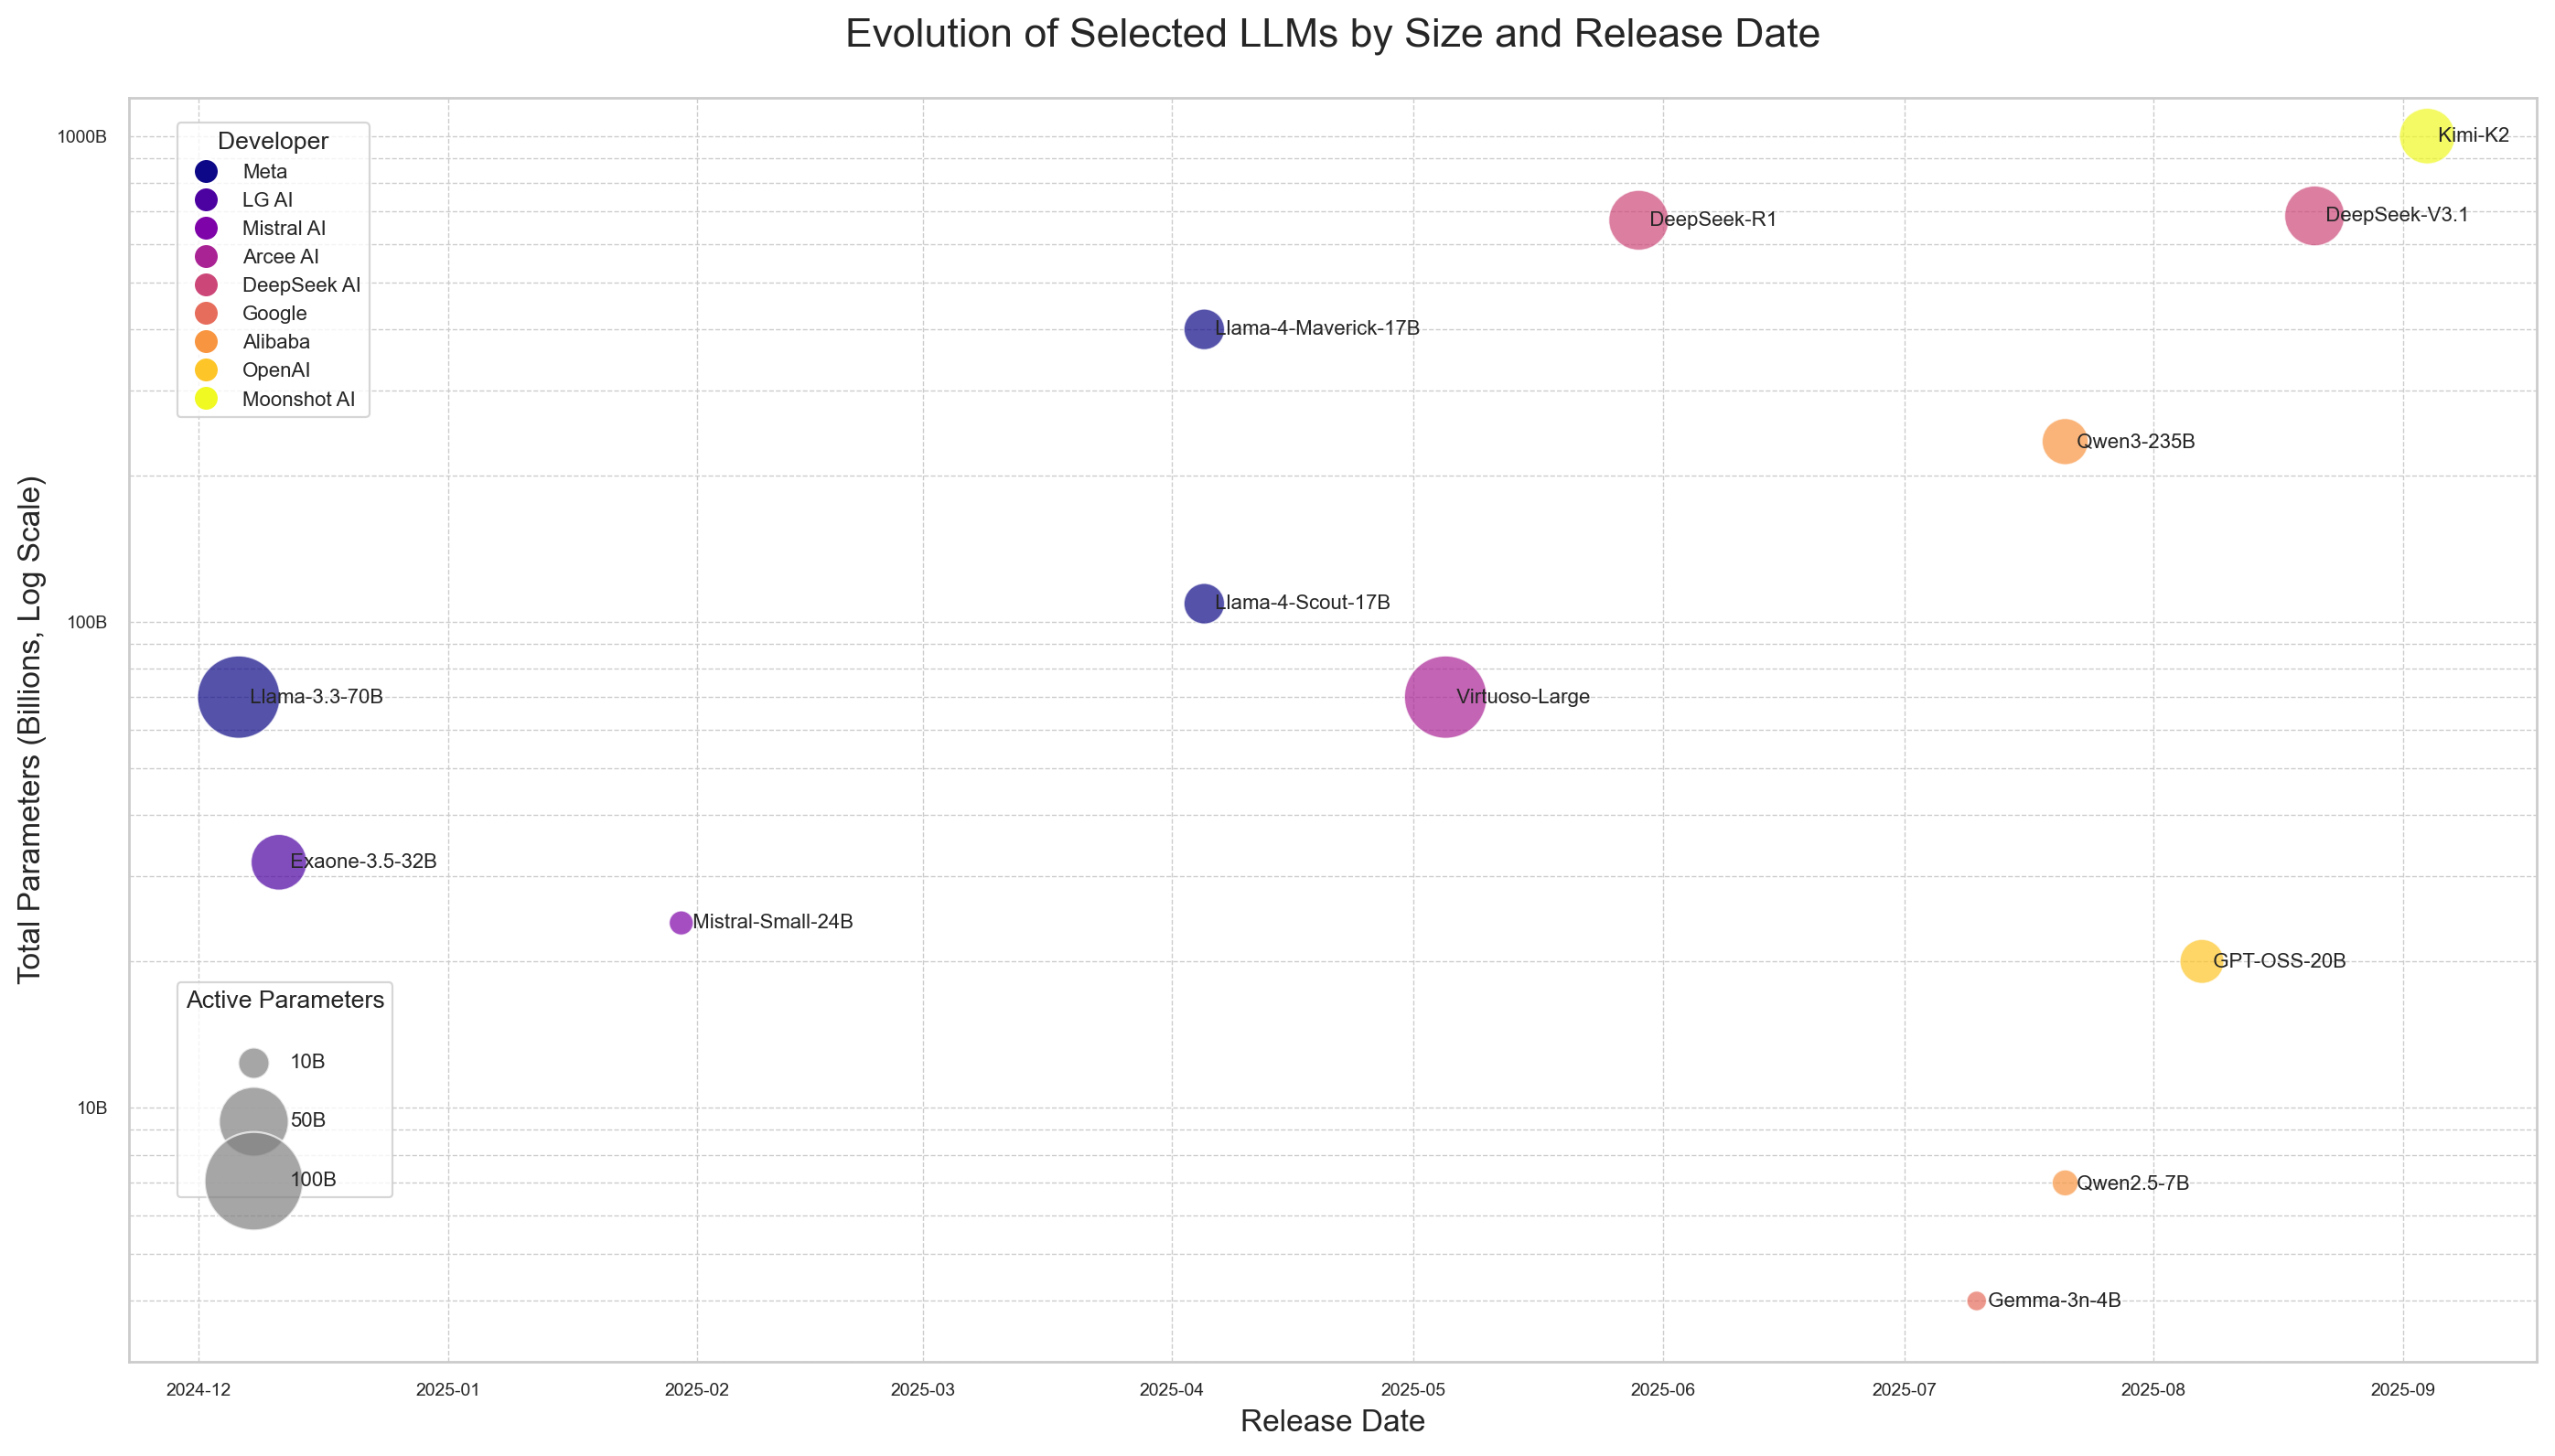 Evolution of Selected LLMs by Size and Release Date
Total Parameters (Billions, Log Scale)
1000B
100B
10B
Developer
Meta
LG AI
Mistral AI
Arcee AI
DeepSeek AI
Google
Alibaba
OpenAI
Moonshot AI
Kimi-K2
DeepSeek-R1
DeepSeek-V3.1
Llama-4-Maverick-17B
Qwen3-235B
Llama-4-Scout-17B
Llama-3.3-70B
Virtuoso-Large
Exaone-3.5-32B
Mistral-Small-24B
GPT-OSS-20B
Qwen2.5-7B
Gemma-3n-4B
Active Parameters
10B
50B
100B
2024-12
2025-01
2025-02
2025-03
2025-04
2025-05
2025-06
2025-07
2025-08
2025-09
Release Date